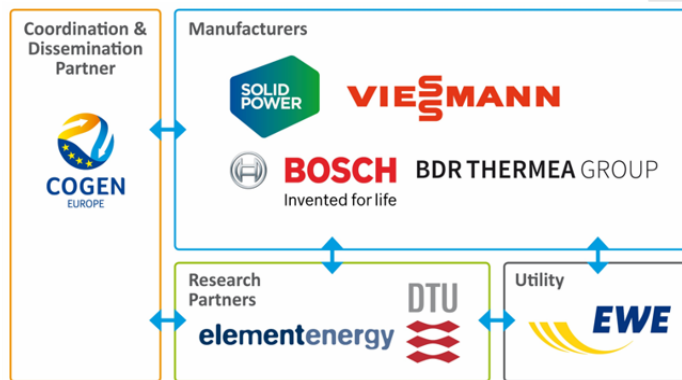 Coordination &
Dissemination
Partner
COGEN
EUROPE
Manufacturers
SOLID
POWER
VIESSMANN
BOSCH
Invented for life
BDR THERMEA GROUP
Research
Partners
elementenergy
DTU
Utility
EWE